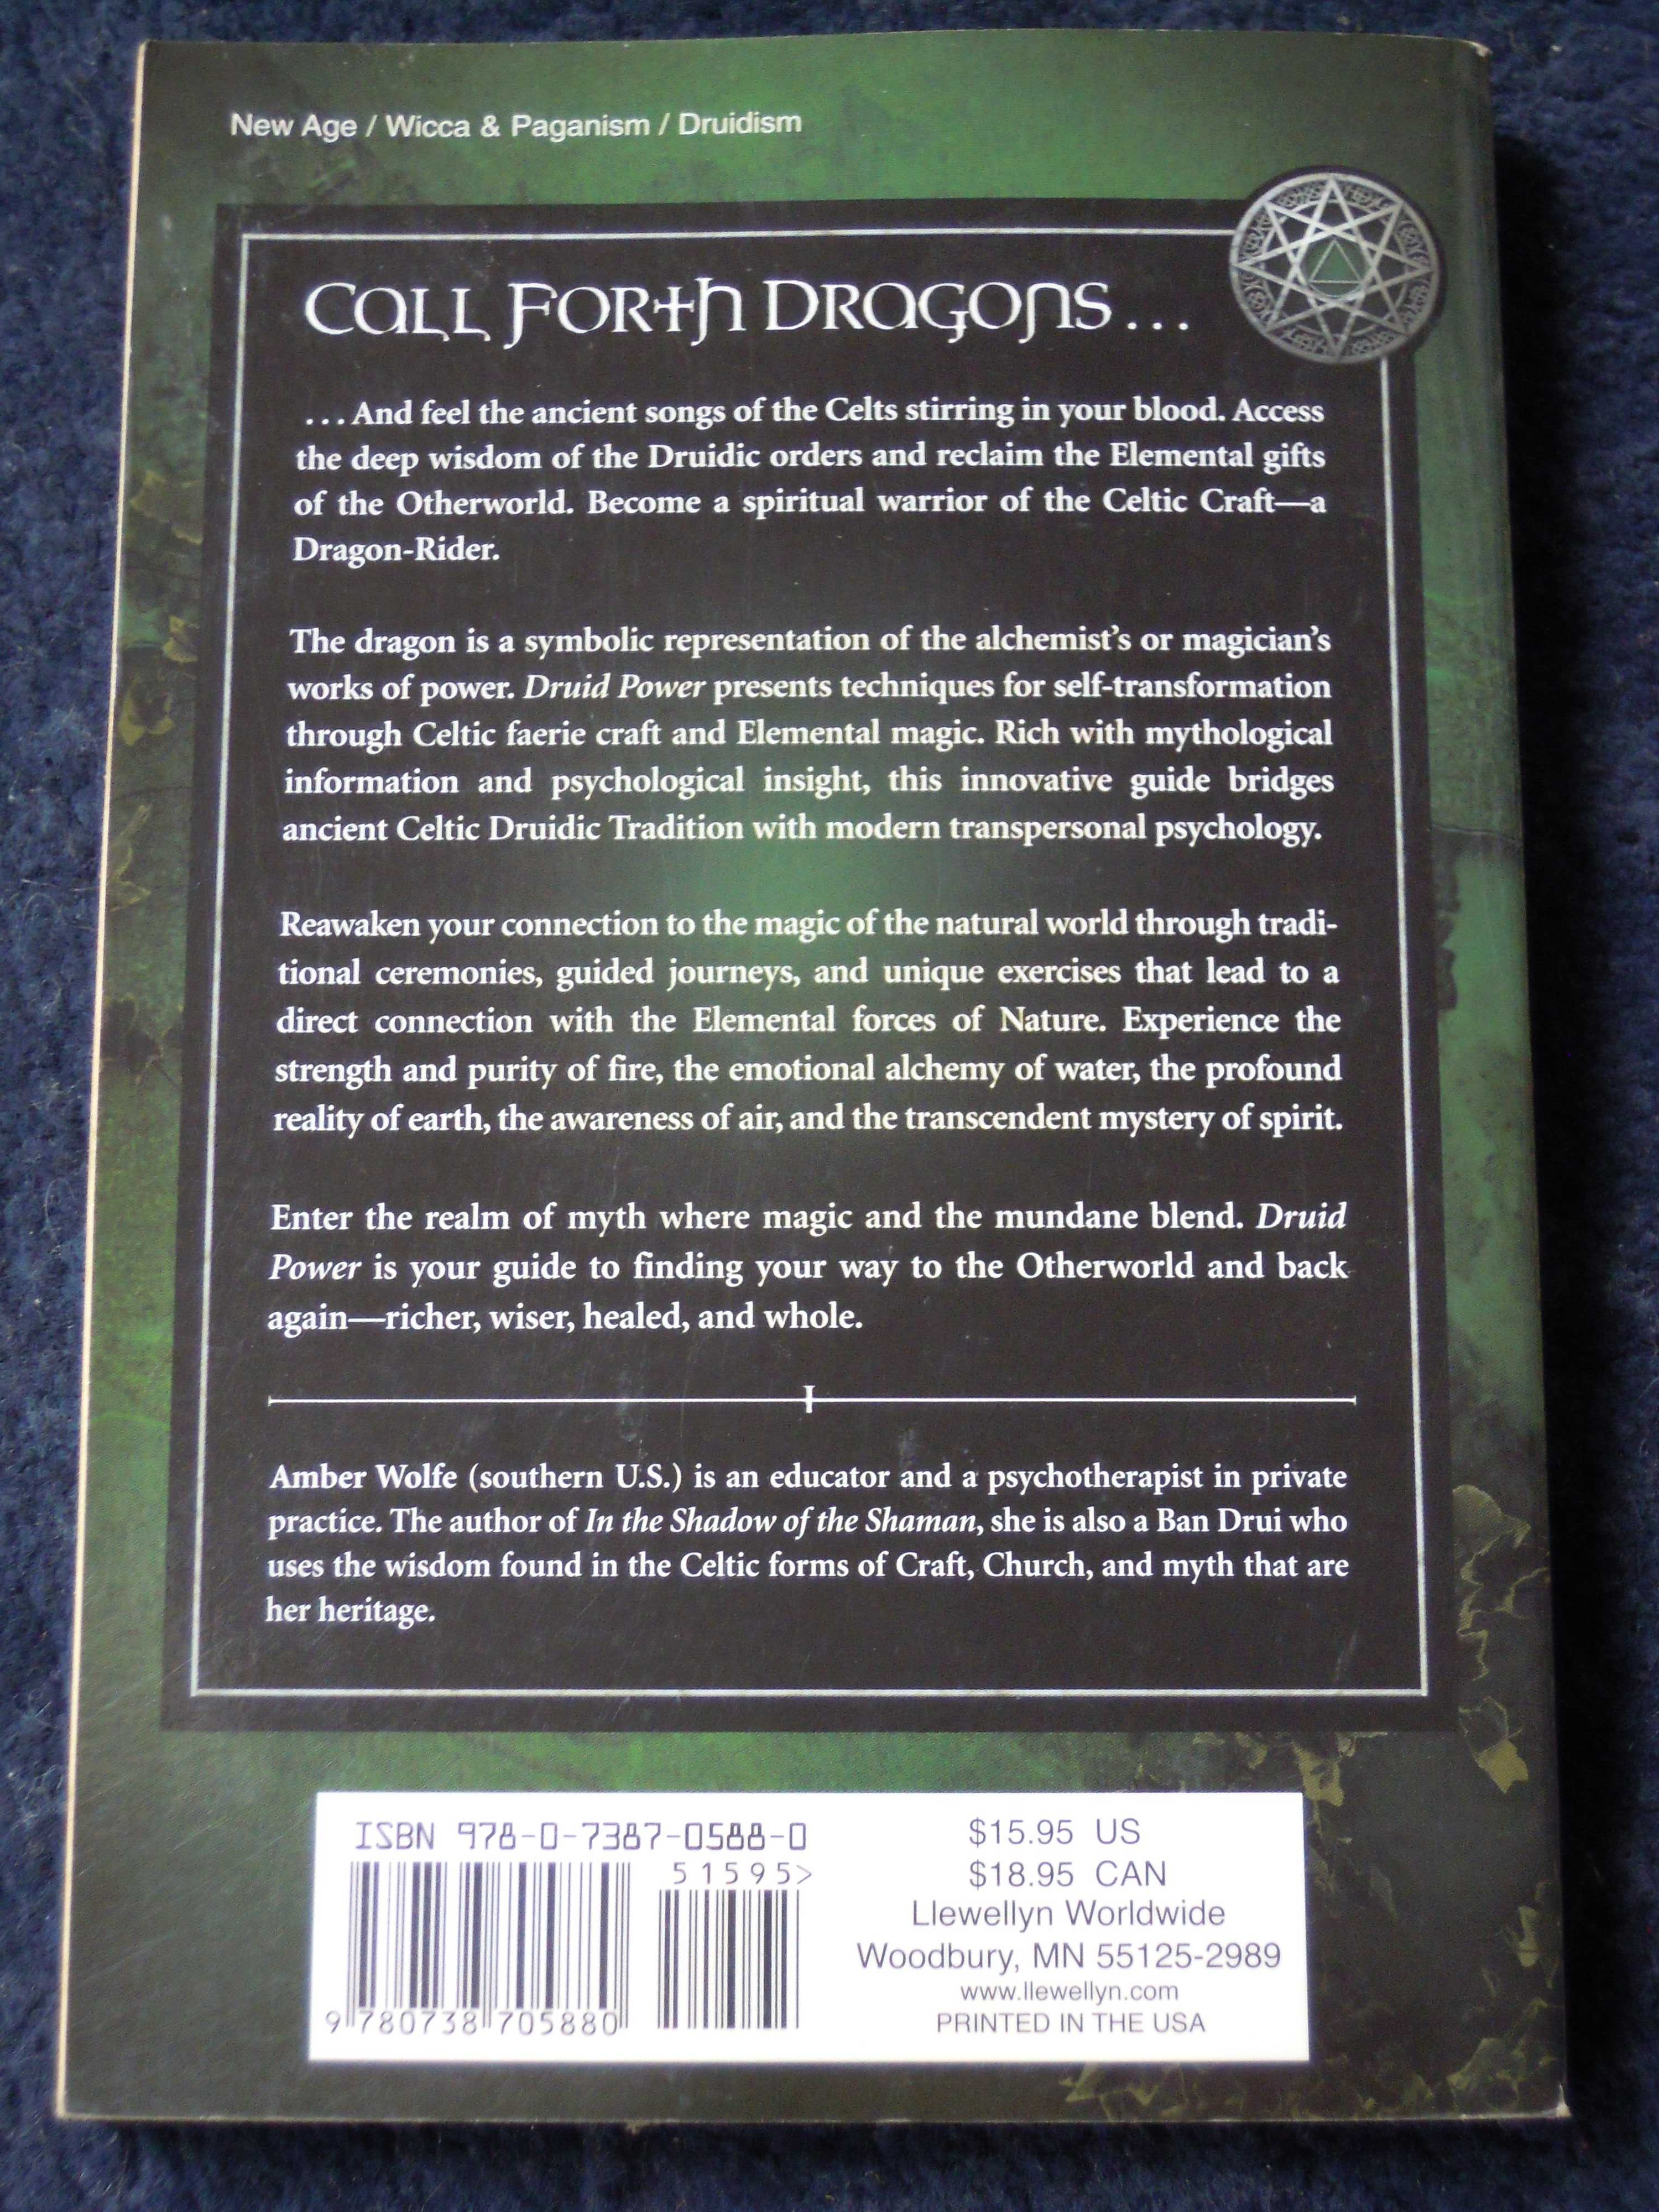 New Age / Wicca & Paganism / Druidism
CALL FORTH DRAGONS...
...And feel the ancient songs of the Celts stirring in your blood. Access
the deep wisdom of the Druidic orders and reclaim the Elemental gifts
of the Otherworld. Become a spiritual warrior of the Celtic Craft—a
Dragon-Rider.
The dragon is a symbolic representation of the alchemist's or magician's
works of power. Druid Power presents techniques for self-transformation
through Celtic faerie craft and Elemental magic. Rich with mythological
information and psychological insight, this innovative guide bridges
ancient Celtic Druidic Tradition with modern transpersonal psychology.
Reawaken your connection to the magic of the natural world through tradi-
tional ceremonies, guided journeys, and unique exercises that lead to a
direct connection with the Elemental forces of Nature. Experience the
strength and purity of fire, the emotional alchemy of water, the profound
reality of earth, the awareness of air, and the transcendent mystery of spirit.
Enter the realm of myth where magic and the mundane blend. Druid
Power is your guide to finding your way to the Otherworld and back
again—richer, wiser, healed, and whole.
Amber Wolfe (southern U.S.) is an educator and a psychotherapist in private
practice. The author of In the Shadow of the Shaman, she is also a Ban Drui who
uses the wisdom found in the Celtic forms of Craft, Church, and myth that are
her heritage.
ISBN 978-0-7387-0588-0
51595>
9 780738 705880
$15.95 US
$18.95 CAN
Llewellyn Worldwide
Woodbury, MN 55125-2989
www.llewellyn.com
PRINTED IN THE USA